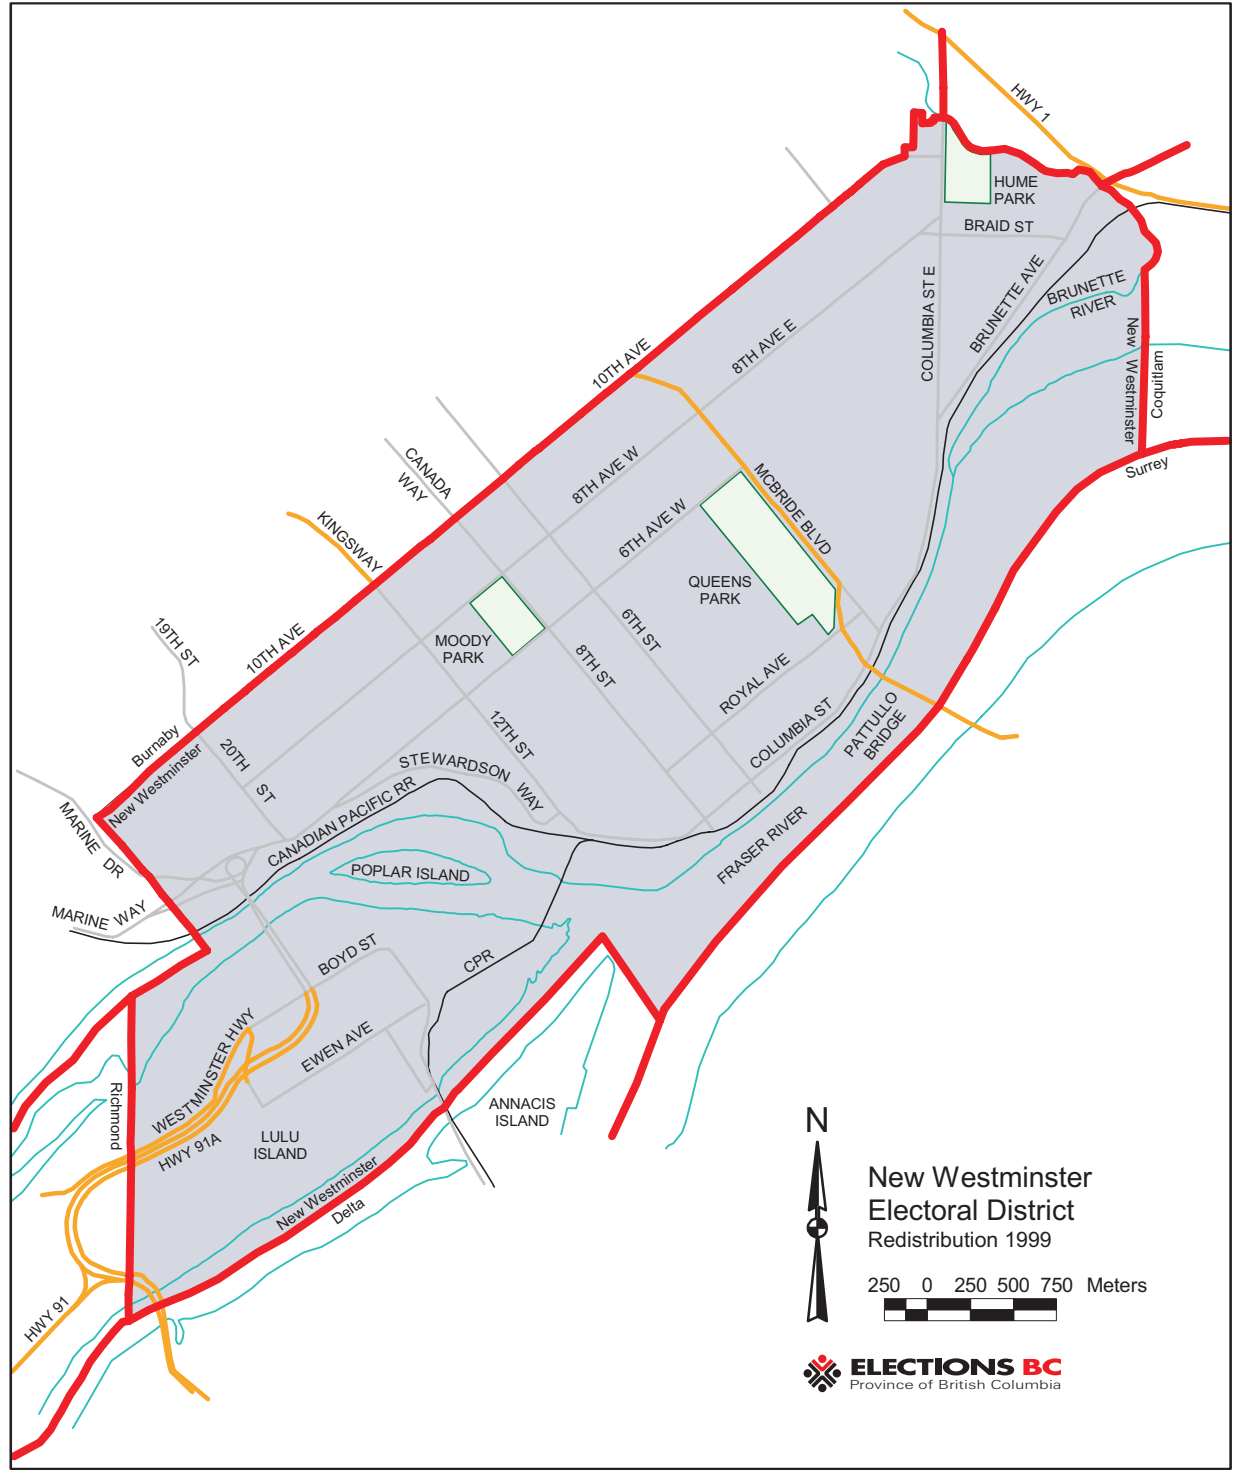 HWY 1
HUME
PARK
BRAID ST
BRUNETTE AVE
BRUNETTE
RIVER
COLUMBIA ST E
New Westminster
Coquitlam
Surrey
10TH AVE
8TH AVE E
CANADA
WAY
8TH AVE W
MCBRIDE BLVD
6TH AVE W
KINGSWAY
QUEENS
PARK
19TH ST
10TH AVE
MOODY
PARK
6TH ST
8TH ST
ROYAL AVE
Burnaby
New Westminster
20TH
ST
12TH ST
COLUMBIA ST
PATTULLO
BRIDGE
STEWARDSON
WAY
CANADIAN PACIFIC RR
MARINE
DR
FRASER RIVER
POPLAR ISLAND
MARINE WAY
BOYD ST
CPR
WESTMINSTER HWY
EWEN AVE
Richmond
HWY 91A
LULU
ISLAND
ANNACIS
ISLAND
New Westminster
Delta
HWY 91
N
New Westminster
Electoral District
Redistribution 1999
250 0 250 500 750 Meters
ELECTIONS BC
Province of British Columbia